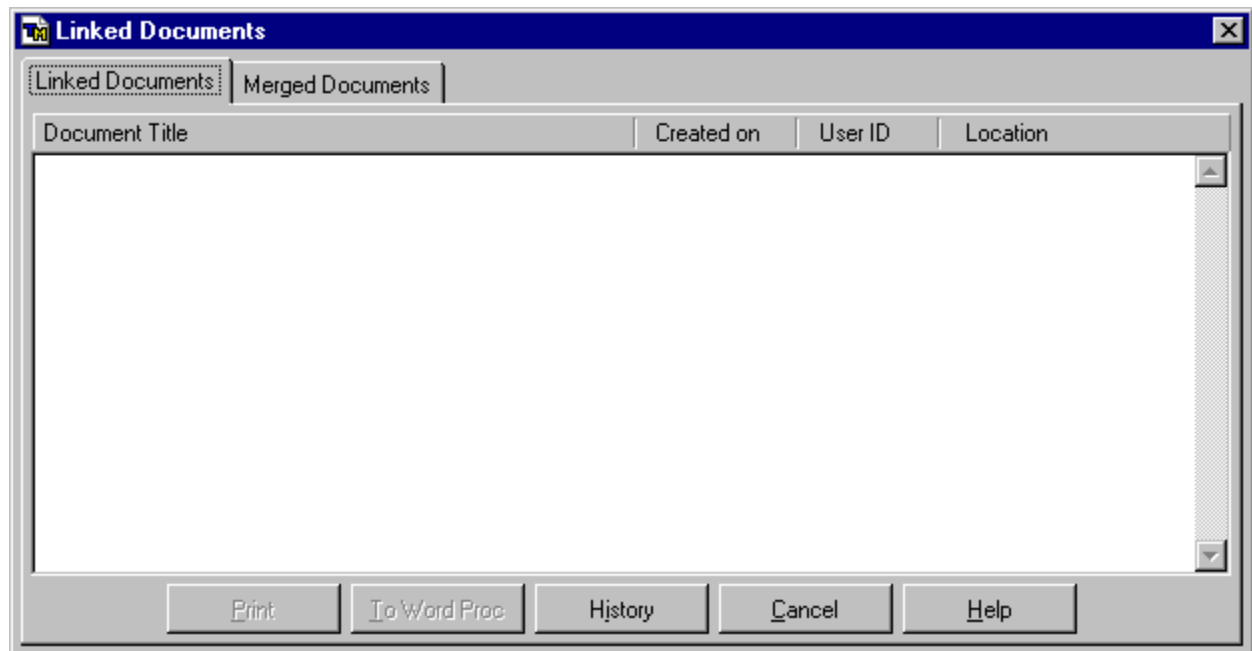 LM Linked Documents
Linked Documents Merged Documents
Document Title Created on User ID Location
Print To Word Proc History Cancel Help